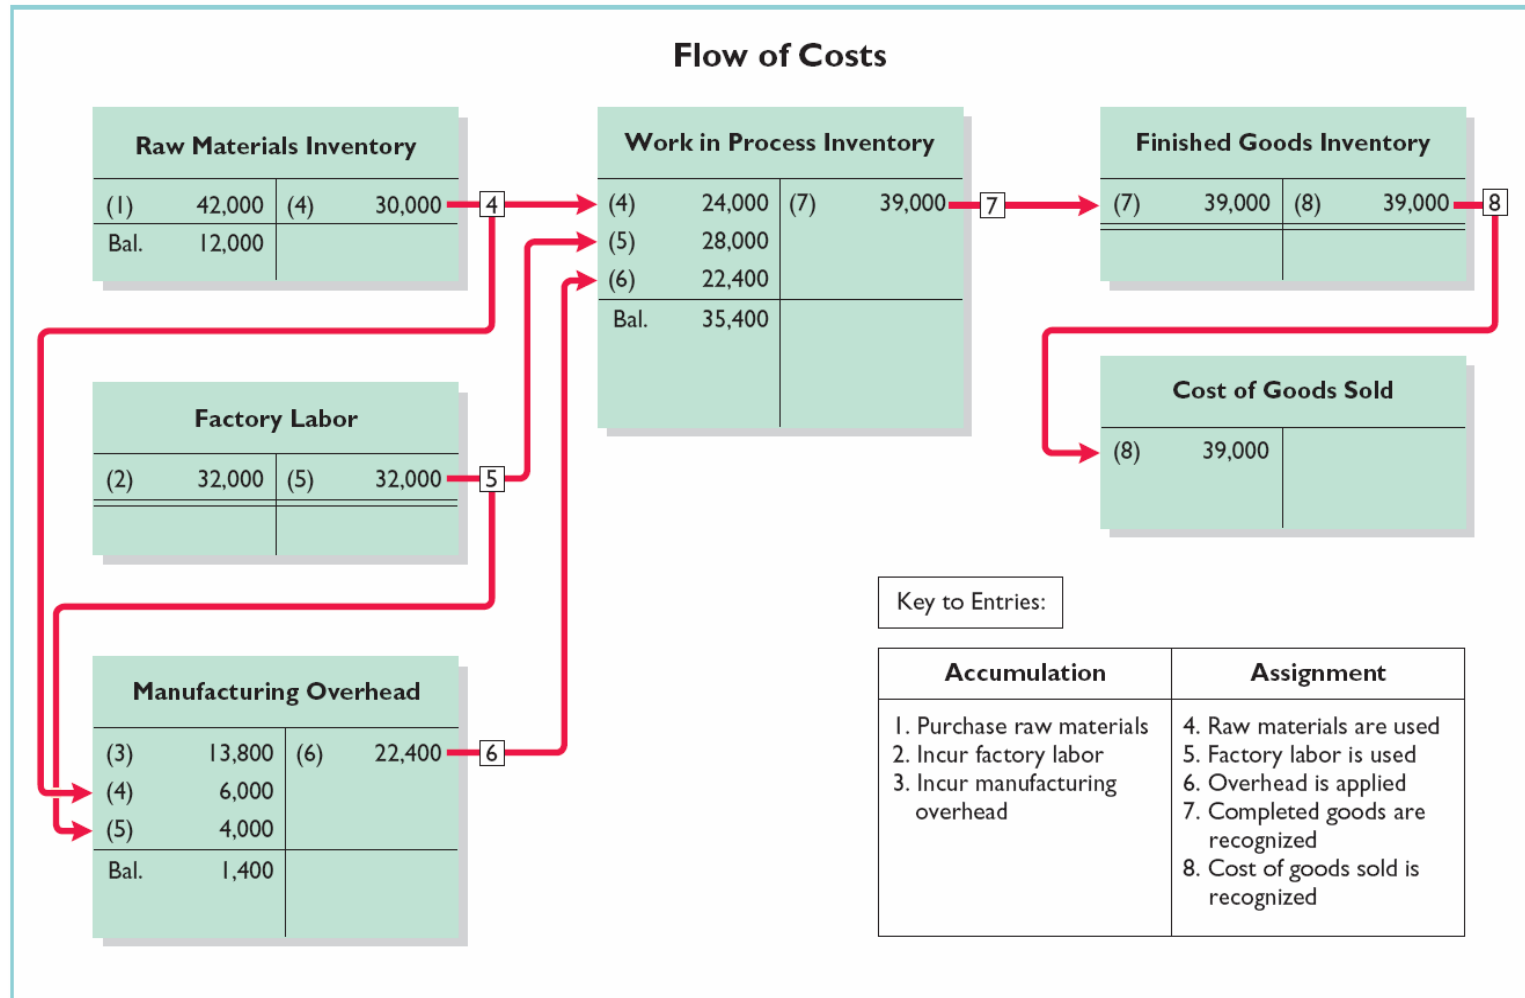 Flow of Costs
Raw Materials Inventory
(1) 42,000 (4) 30,000
Bal. 12,000
4
Factory Labor
(2) 32,000 (5) 32,000
5
Manufacturing Overhead
(3) 13,800 (6) 22,400
(4) 6,000
(5) 4,000
Bal. 1,400
6
Work in Process Inventory
(4) 24,000 (7) 39,000
(5) 28,000
(6) 22,400
Bal. 35,400
7
Finished Goods Inventory
(7) 39,000 (8) 39,000
8
Cost of Goods Sold
(8) 39,000
Key to Entries:
Accumulation
1. Purchase raw materials
2. Incur factory labor
3. Incur manufacturing
overhead
Assignment
4. Raw materials are used
5. Factory labor is used
6. Overhead is applied
7. Completed goods are
recognized
8. Cost of goods sold is
recognized